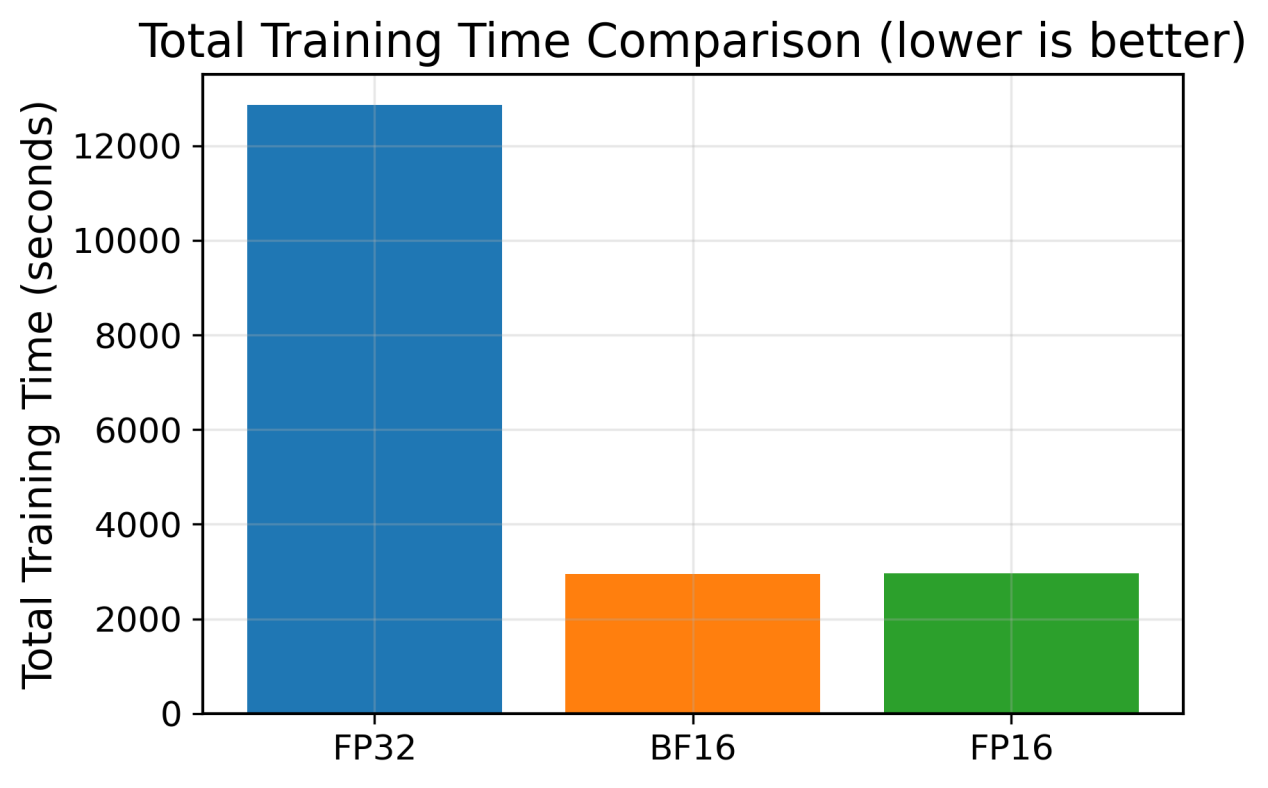 Total Training Time Comparison (lower is better)
Total Training Time (seconds)
12000
10000
8000
6000
4000
2000
0
FP32
BF16
FP16